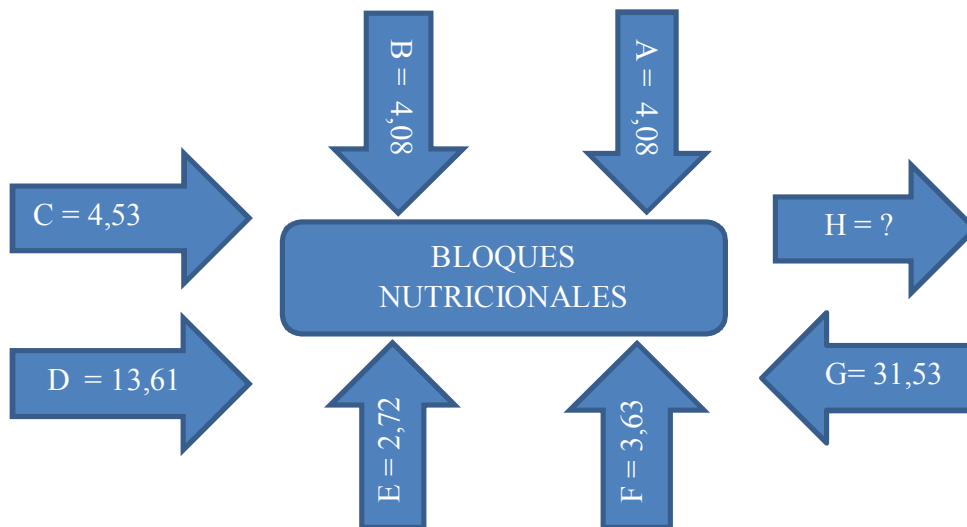 B = 4,08
A = 4,08
C = 4,53
H = ?
BLOQUES
NUTRICIONALES
D = 13,61
G= 31,53
E = 2,72
F = 3,63